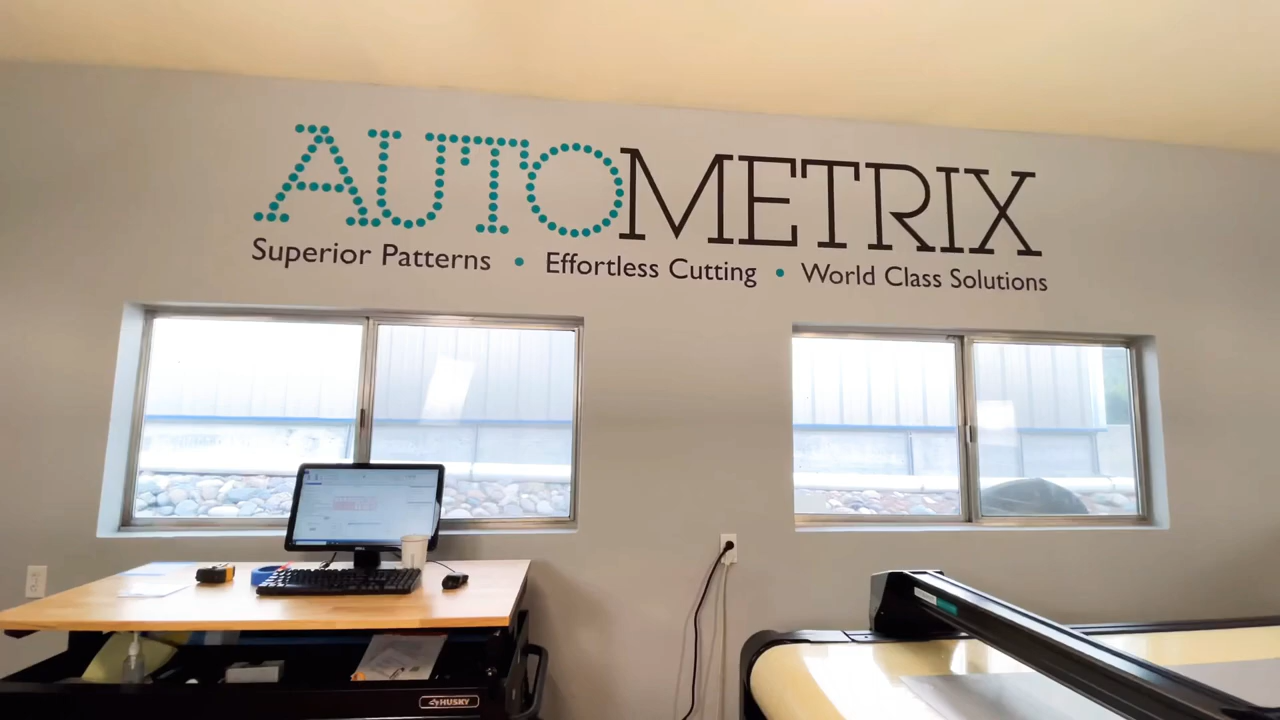 AUTOMETRIX
Superior Patterns • Effortless Cutting • World Class Solutions
HUSKY